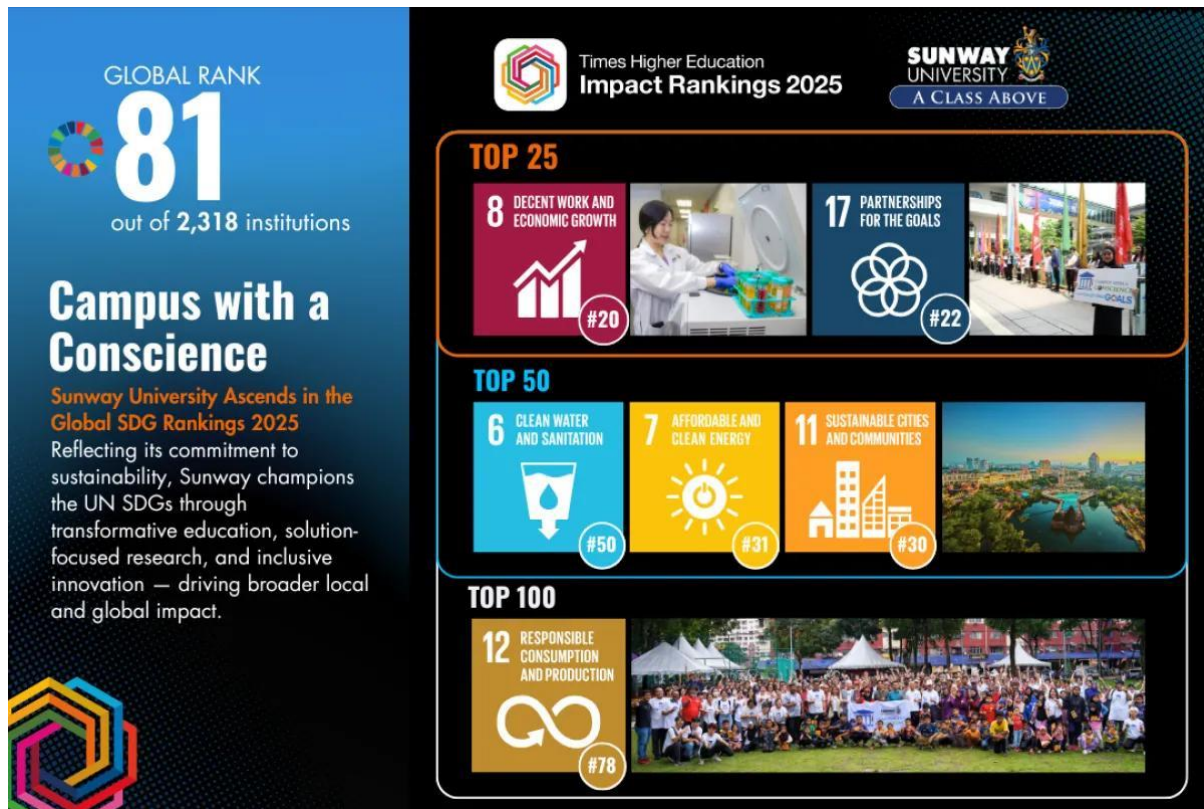 GLOBAL RANK
81
out of 2,318 institutions
Campus with a
Conscience
Sunway University Ascends in the
Global SDG Rankings 2025
Reflecting its commitment to
sustainability, Sunway champions
the UN SDGs through
transformative education, solution-
focused research, and inclusive
innovation — driving broader local
and global impact.
Times Higher Education
Impact Rankings 2025
SUNWAY
UNIVERSITY
A CLASS ABOVE
TOP 25
8 DECENT WORK AND
ECONOMIC GROWTH
#20
17 PARTNERSHIPS
FOR THE GOALS
#22
GOALS
TOP 50
6 CLEAN WATER
AND SANITATION
#50
7 AFFORDABLE AND
CLEAN ENERGY
#31
11 SUSTAINABLE CITIES
AND COMMUNITIES
#30
TOP 100
12 RESPONSIBLE
CONSUMPTION
AND PRODUCTION
#78